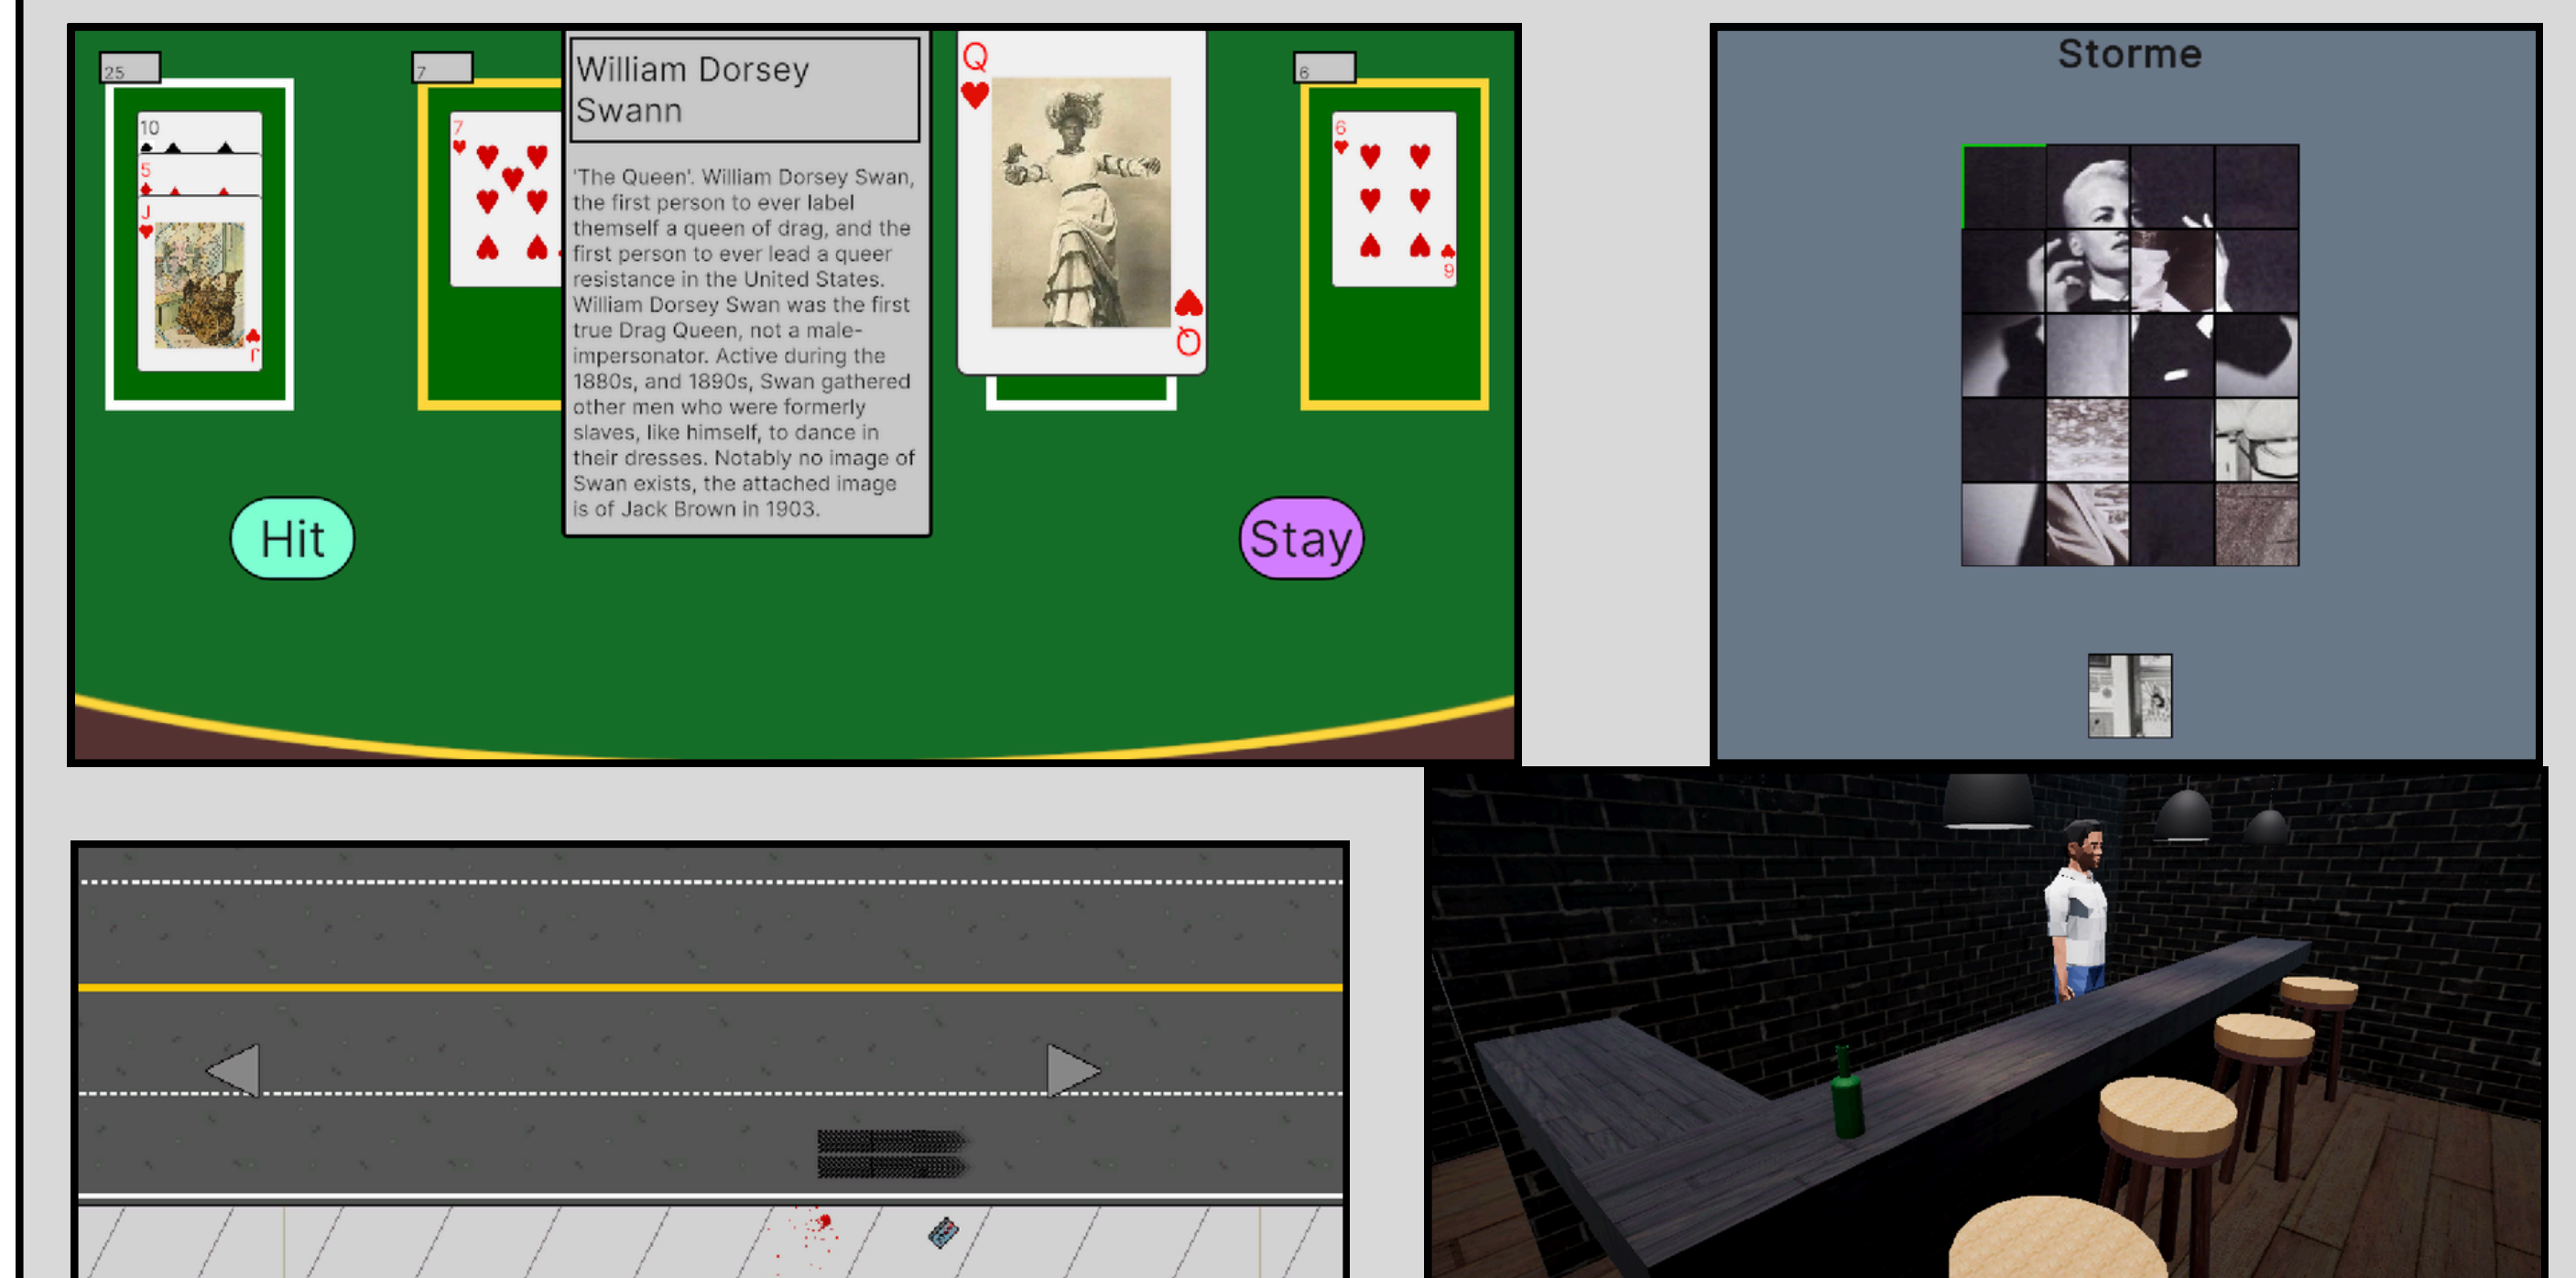 25
10
5
J
J
7
7
William Dorsey
Swann
'The Queen'. William Dorsey Swan,
the first person to ever label
themself a queen of drag, and the
first person to ever lead a queer
resistance in the United States.
William Dorsey Swan was the first
true Drag Queen, not a male-
impersonator. Active during the
1880s, and 1890s, Swan gathered
other men who were formerly
slaves, like himself, to dance in
their dresses. Notably no image of
Swan exists, the attached image
is of Jack Brown in 1903.
Q
Q
6
6
6
Hit
Stay
Storme